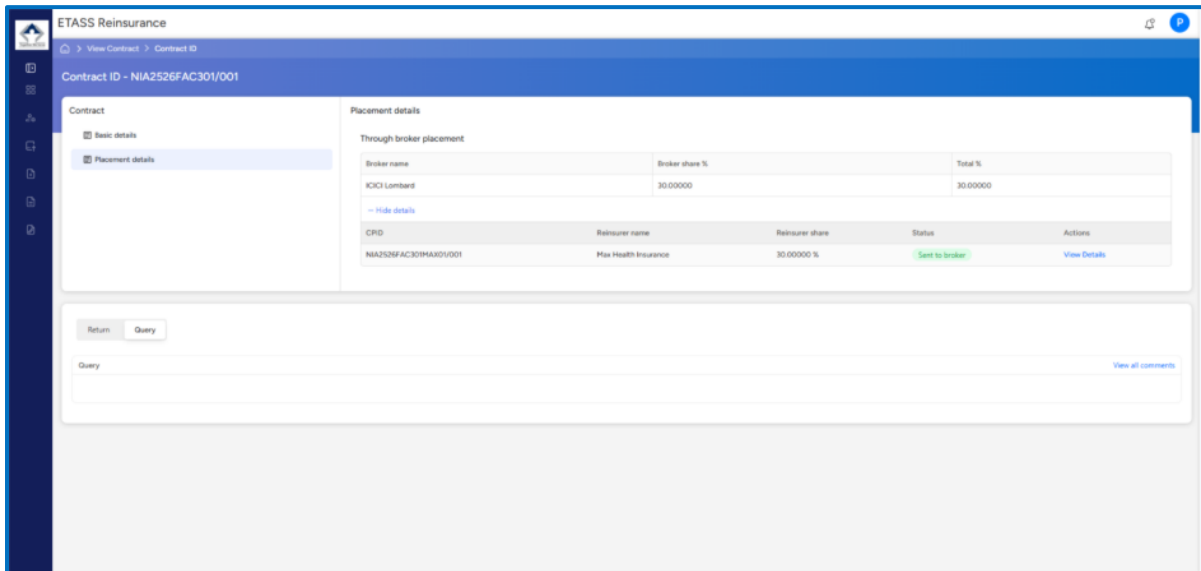 ETASS Reinsurance
P
View Contract > Contract ID
Contract ID - NIA2526FAC301/001
Contract
Basic details
Placement details
Placement details
Through broker placement
Broker name Broker share % Total %
ICICI Lombard 30.00000 30.00000
— Hide details
CPID Reinsurer name Reinsurer share Status Actions
NIA2526FAC301MAX01/001 Max Health Insurance 30.00000 % Sent to broker View Details
Return Query
Query View all comments